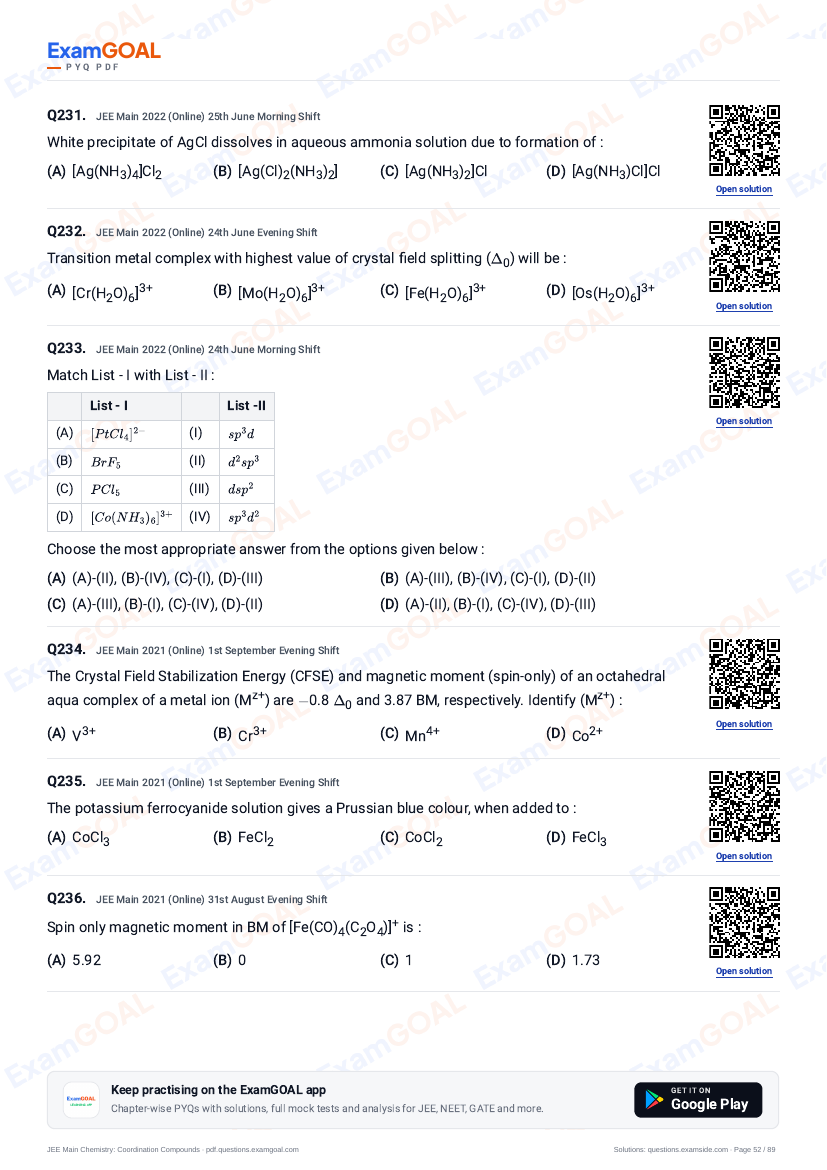 ExamGOAL
PYQ PDF
Q231. JEE Main 2022 (Online) 25th June Morning Shift
White precipitate of AgCl dissolves in aqueous ammonia solution due to formation of :
(A) [Ag(NH₃)₄]Cl₂ (B) [Ag(Cl)₂(NH₃)₂] (C) [Ag(NH₃)₂]Cl (D) [Ag(NH₃)Cl]Cl
Open solution
Q232. JEE Main 2022 (Online) 24th June Evening Shift
Transition metal complex with highest value of crystal field splitting (Δ₀) will be :
(A) [Cr(H₂O)₆]³⁺ (B) [Mo(H₂O)₆]³⁺ (C) [Fe(H₂O)₆]³⁺ (D) [Os(H₂O)₆]³⁺
Open solution
Q233. JEE Main 2022 (Online) 24th June Morning Shift
Match List - I with List - II :
List - I List -II
(A) [PtCl₄]²⁻ (I) sp³d
(B) BrF₅ (II) d²sp³
(C) PCl₅ (III) dsp²
(D) [Co(NH₃)₆]³⁺ (IV) sp³d²
Open solution
Choose the most appropriate answer from the options given below :
(A) (A)-(II), (B)-(IV), (C)-(I), (D)-(III) (B) (A)-(III), (B)-(IV), (C)-(I), (D)-(II)
(C) (A)-(III), (B)-(I), (C)-(IV), (D)-(II) (D) (A)-(II), (B)-(I), (C)-(IV), (D)-(III)
Q234. JEE Main 2021 (Online) 1st September Evening Shift
The Crystal Field Stabilization Energy (CFSE) and magnetic moment (spin-only) of an octahedral
aqua complex of a metal ion (Mᶻ⁺) are −0.8 Δ₀ and 3.87 BM, respectively. Identify (Mᶻ⁺) :
(A) V³⁺ (B) Cr³⁺ (C) Mn⁴⁺ (D) Co²⁺
Open solution
Q235. JEE Main 2021 (Online) 1st September Evening Shift
The potassium ferrocyanide solution gives a Prussian blue colour, when added to :
(A) CoCl₃ (B) FeCl₂ (C) CoCl₂ (D) FeCl₃
Open solution
Q236. JEE Main 2021 (Online) 31st August Evening Shift
Spin only magnetic moment in BM of [Fe(CO)₄(C₂O₄)]⁺ is :
(A) 5.92 (B) 0 (C) 1 (D) 1.73
Open solution
Keep practising on the ExamGOAL app
Chapter-wise PYQs with solutions, full mock tests and analysis for JEE, NEET, GATE and more.
GET IT ON
Google Play
JEE Main Chemistry: Coordination Compounds · pdf.questions.examgoal.com Solutions: questions.examside.com · Page 52 / 89